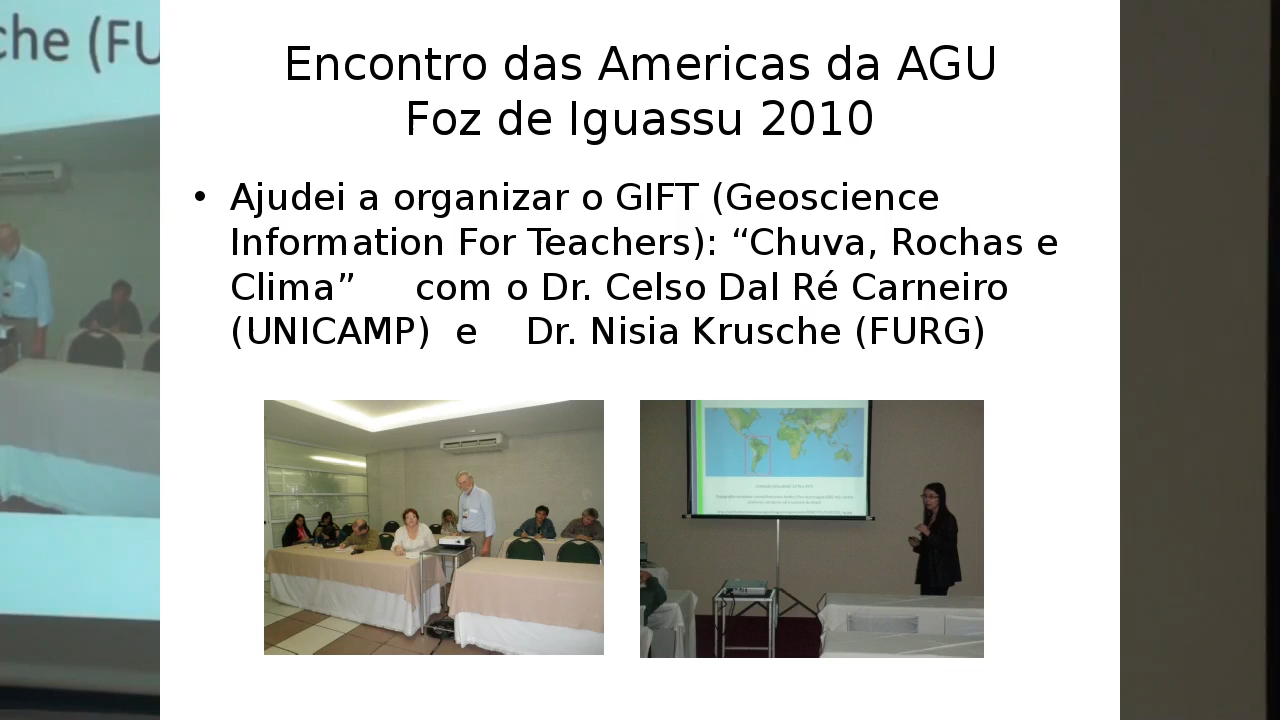 che (FU
Encontro das Americas da AGU
Foz de Iguassu 2010
• Ajudei a organizar o GIFT (Geoscience
Information For Teachers): “Chuva, Rochas e
Clima” com o Dr. Celso Dal Ré Carneiro
(UNICAMP) e Dr. Nisia Krusche (FURG)